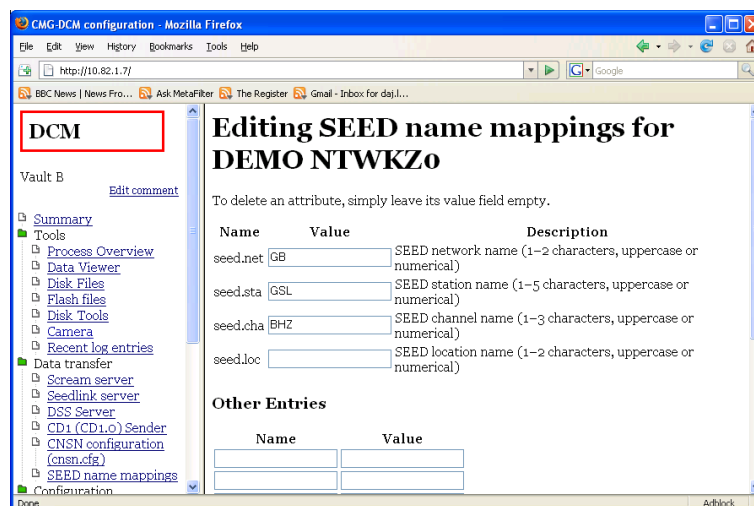 CMG-DCM configuration - Mozilla Firefox
File Edit View History Bookmarks Tools Help
http://10.82.1.7/
Google
BBC News | News Fro... Ask MetaFilter The Register Gmail - Inbox for daj.l...
DCM
Vault B
Edit comment
Summary
Tools
Process Overview
Data Viewer
Disk Files
Flash files
Disk Tools
Camera
Recent log entries
Data transfer
Scream server
Seedlink server
DSS Server
CD1 (CD1.0) Sender
CNSN configuration
(cnsn.cfg)
SEED name mappings
Configuration
Editing SEED name mappings for
DEMO NTWKZ0
To delete an attribute, simply leave its value field empty.
Name Value Description
seed.net GB SEED network name (1–2 characters, uppercase or
numerical)
seed.sta GSL SEED station name (1–5 characters, uppercase or
numerical)
seed.cha BHZ SEED channel name (1–3 characters, uppercase or
numerical)
seed.loc SEED location name (1–2 characters, uppercase or
numerical)
Other Entries
Name Value
Done Adblock